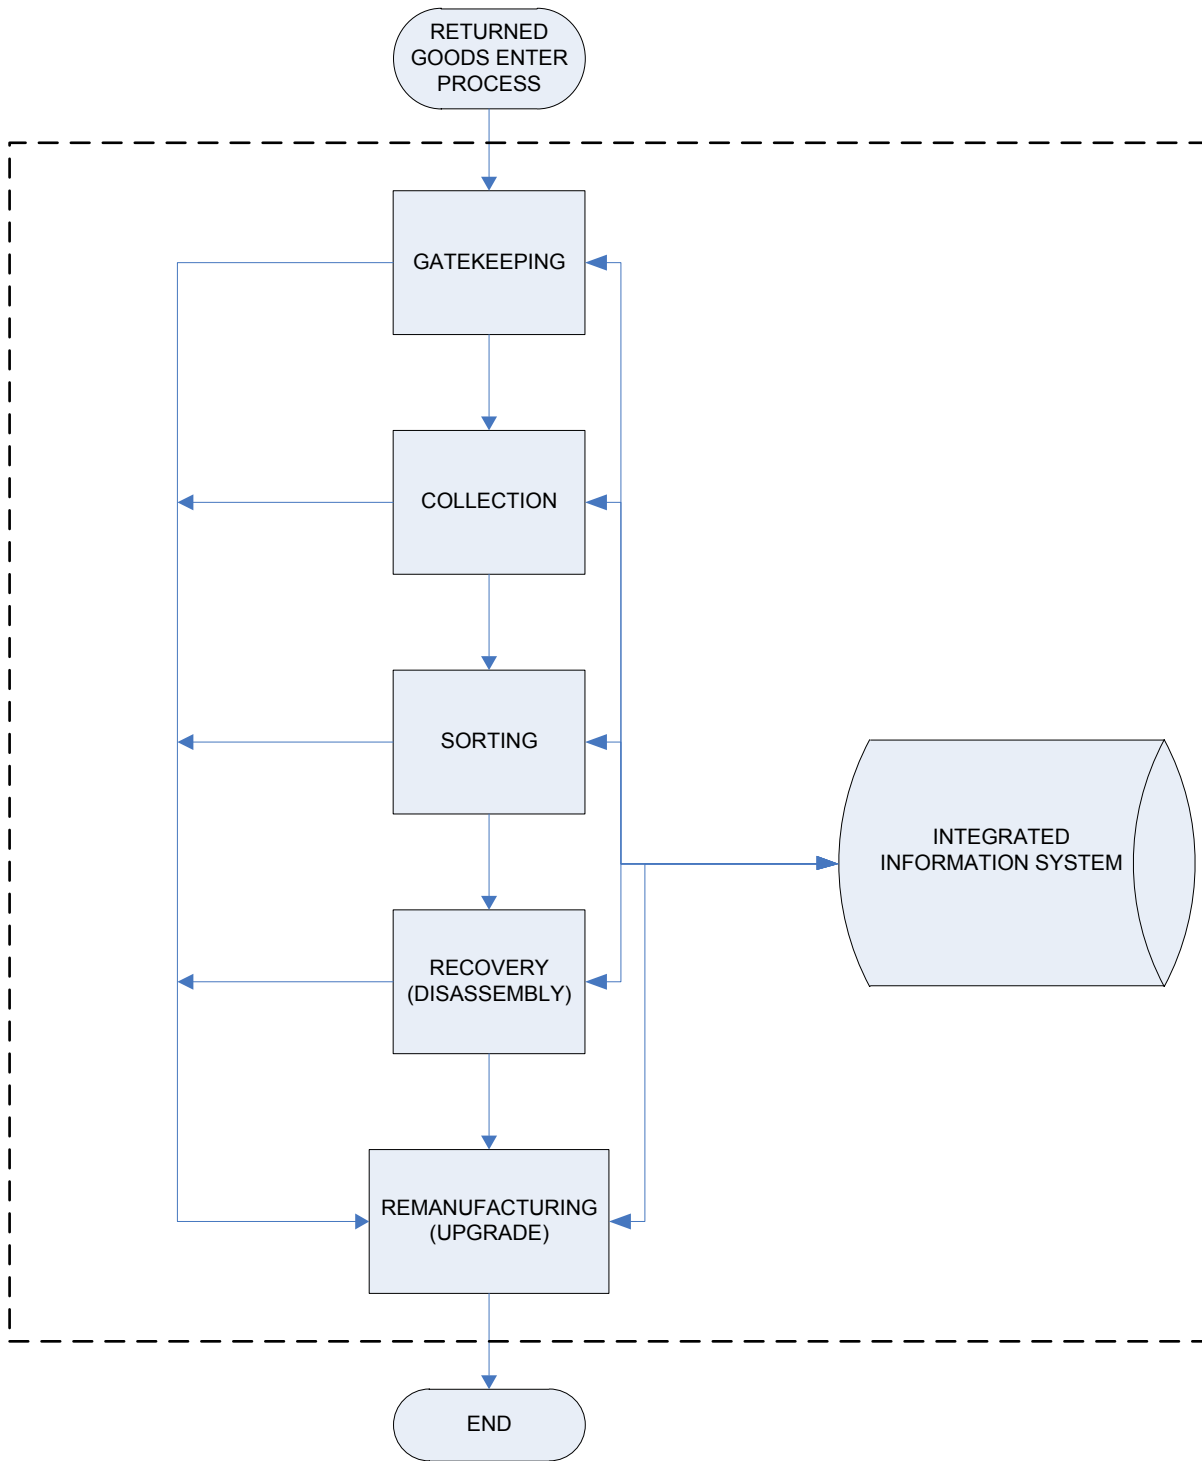 RETURNED
GOODS ENTER
PROCESS
GATEKEEPING
COLLECTION
SORTING
INTEGRATED
INFORMATION SYSTEM
RECOVERY
(DISASSEMBLY)
REMANUFACTURING
(UPGRADE)
END